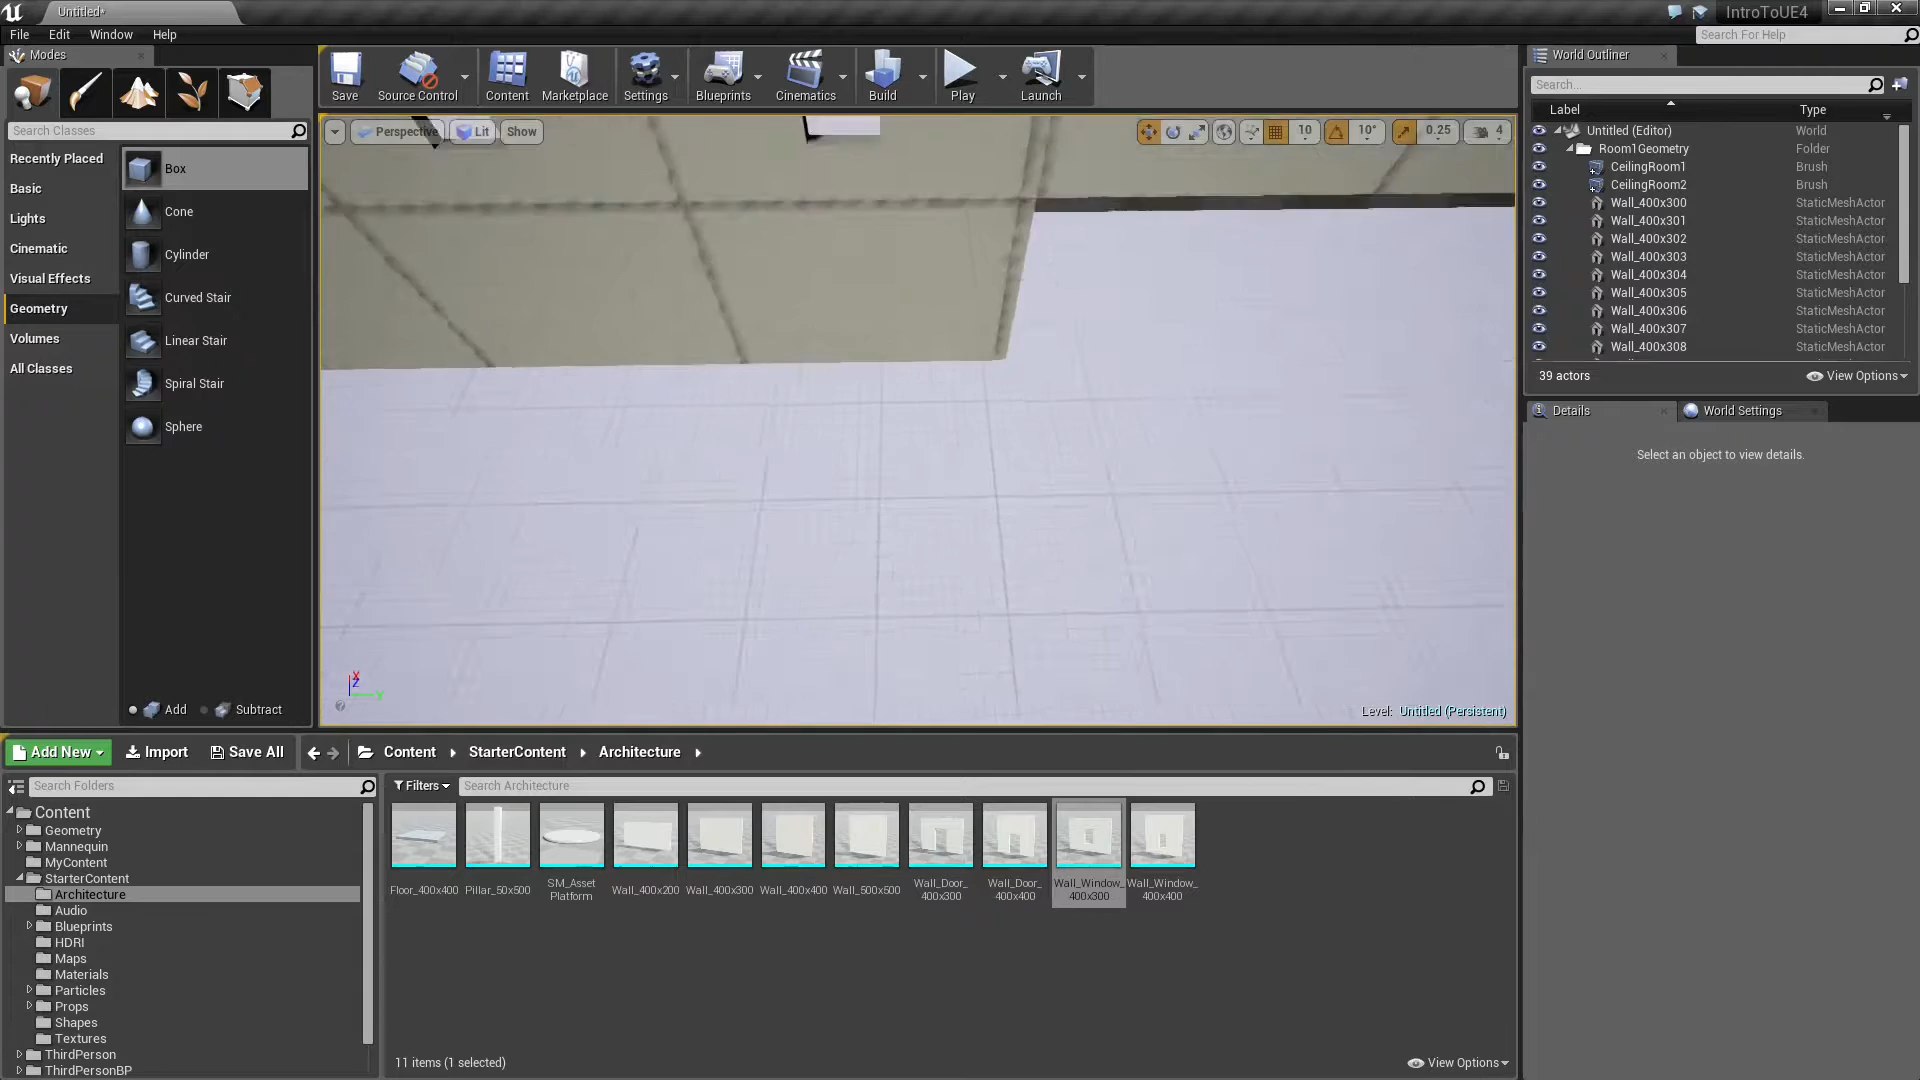 Untitled*
IntroToUE4
File Edit Window Help
Search For Help
Modes
Search Classes
Recently Placed
Basic
Lights
Cinematic
Visual Effects
Geometry
Volumes
All Classes
Box
Cone
Cylinder
Curved Stair
Linear Stair
Spiral Stair
Sphere
Add Subtract
Save Source Control Content Marketplace Settings Blueprints Cinematics Build Play Launch
Perspective Lit Show
10 10° 0.25 4
X
Z
Y
Level: Untitled (Persistent)
World Outliner
Search...
Label Type
Untitled (Editor) World
Room1Geometry Folder
CeilingRoom1 Brush
CeilingRoom2 Brush
Wall_400x300 StaticMeshActor
Wall_400x301 StaticMeshActor
Wall_400x302 StaticMeshActor
Wall_400x303 StaticMeshActor
Wall_400x304 StaticMeshActor
Wall_400x305 StaticMeshActor
Wall_400x306 StaticMeshActor
Wall_400x307 StaticMeshActor
Wall_400x308 StaticMeshActor
39 actors View Options
Details World Settings
Select an object to view details.
Add New Import Save All Content StarterContent Architecture
Search Folders
Content
Geometry
Mannequin
MyContent
StarterContent
Architecture
Audio
Blueprints
HDRI
Maps
Materials
Particles
Props
Shapes
Textures
ThirdPerson
ThirdPersonBP
Filters Search Architecture
Floor_400x400
Pillar_50x500
SM_Asset
Platform
Wall_400x200
Wall_400x300
Wall_400x400
Wall_500x500
Wall_Door_
400x300
Wall_Door_
400x400
Wall_Window_
400x300
Wall_Window_
400x400
11 items (1 selected) View Options